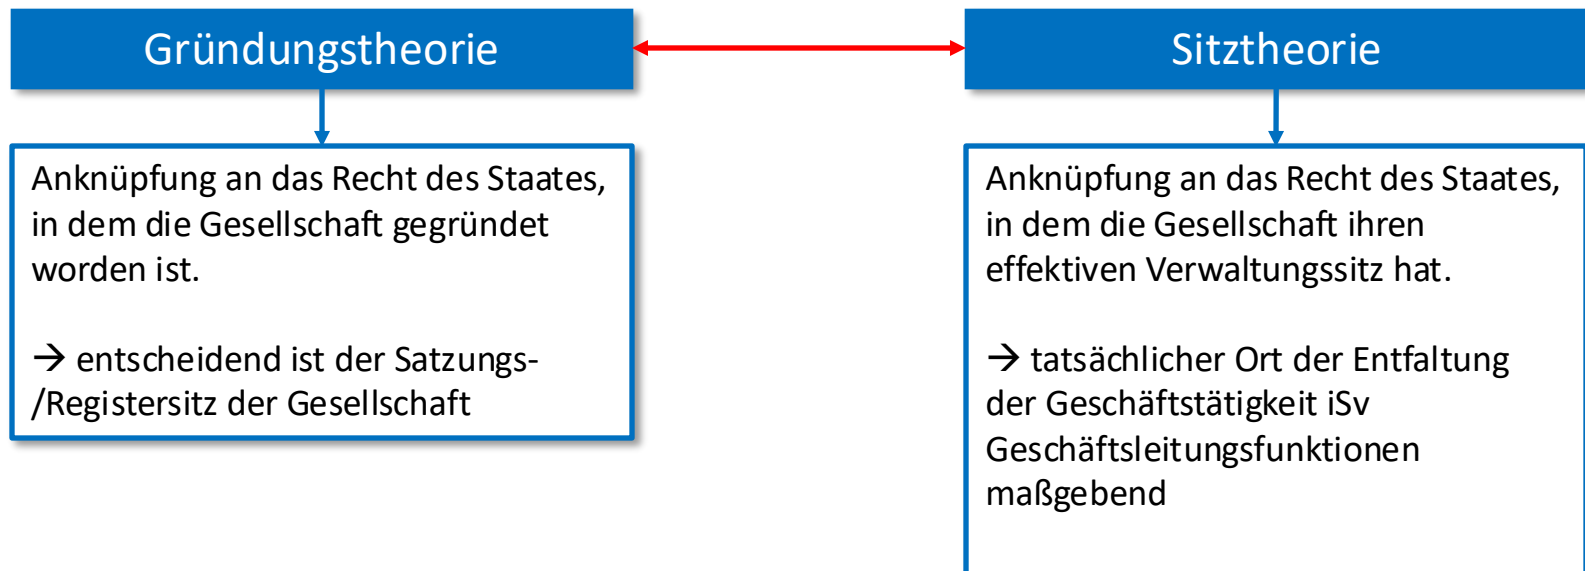 Gründungstheorie
Sitztheorie
Anknüpfung an das Recht des Staates,
in dem die Gesellschaft gegründet
worden ist.
→ entscheidend ist der Satzungs-
/Registersitz der Gesellschaft
Anknüpfung an das Recht des Staates,
in dem die Gesellschaft ihren
effektiven Verwaltungssitz hat.
→ tatsächlicher Ort der Entfaltung
der Geschäftstätigkeit iSv
Geschäftsleitungsfunktionen
maßgebend